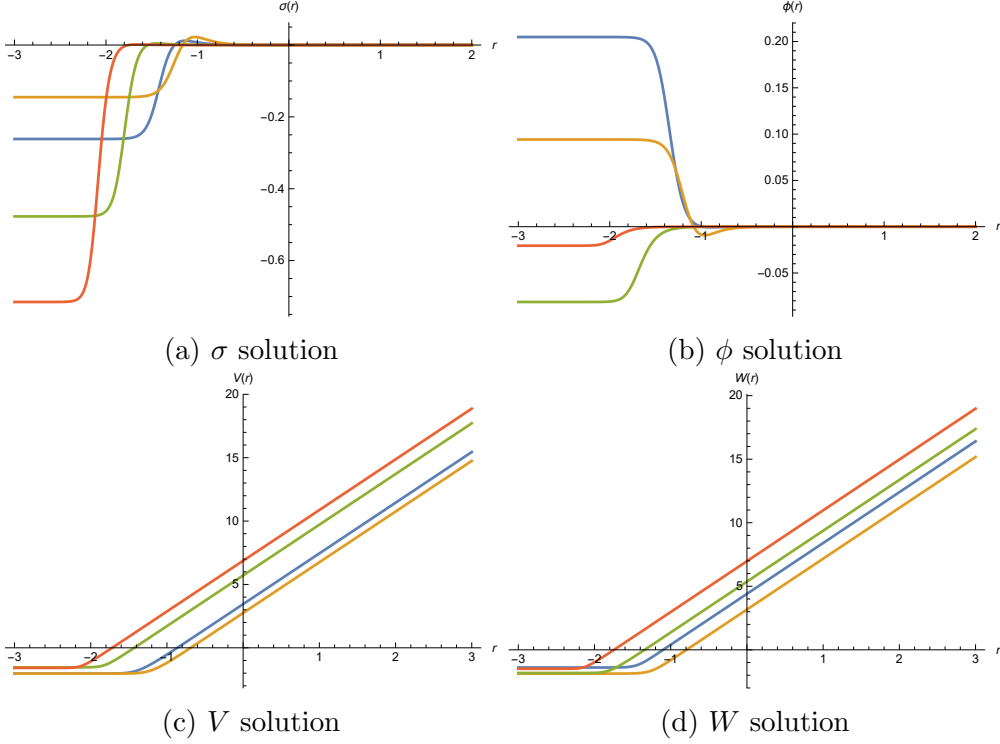 σ(r)
-3 -2 -1 0 1 2 r
-0.2
-0.4
-0.6
(a) σ solution
ϕ(r)
0.20
0.15
0.10
0.05
-3 -2 -1 0 1 2 r
-0.05
(b) ϕ solution
V(r)
20
15
10
5
-3 -2 -1 1 2 3 r
(c) V solution
W(r)
20
15
10
5
-3 -2 -1 1 2 3 r
(d) W solution